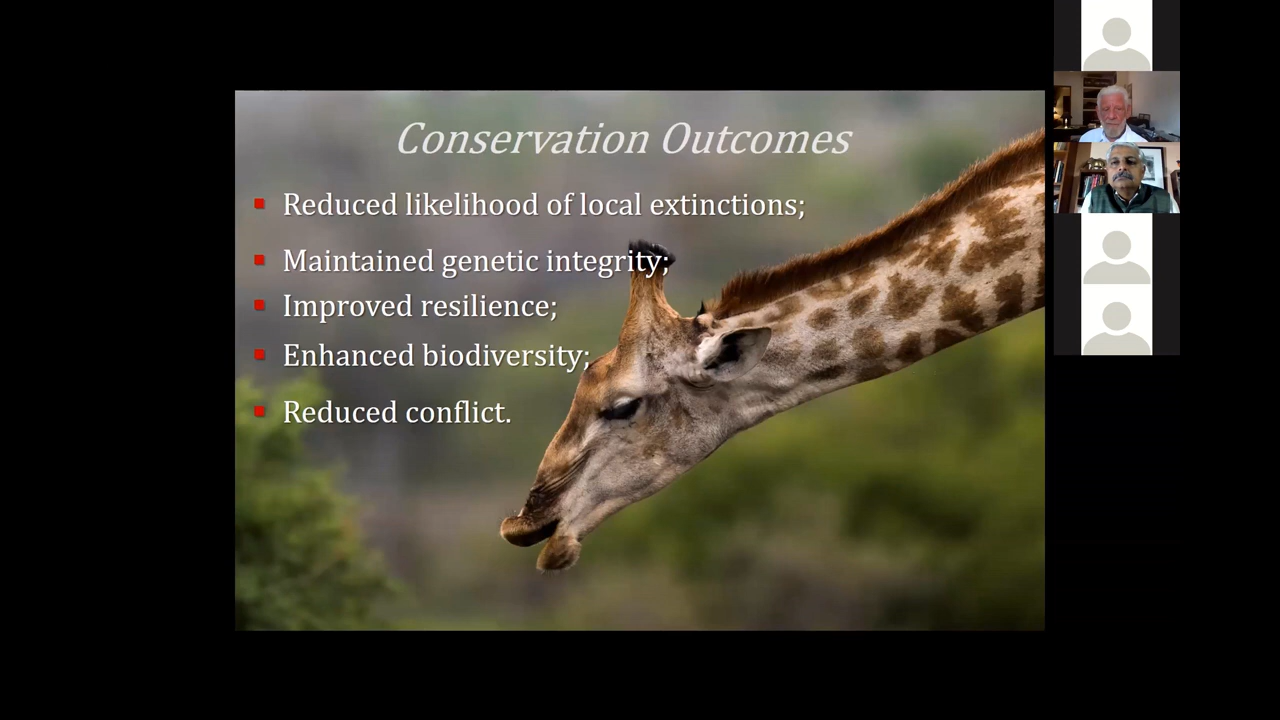 Conservation Outcomes
Reduced likelihood of local extinctions;
Maintained genetic integrity;
Improved resilience;
Enhanced biodiversity;
Reduced conflict.